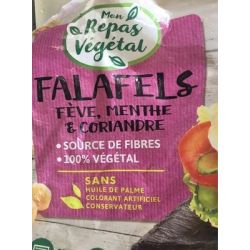 Mon
Repas
Végétal
FALAFELS
FÈVE, MENTHE
& CORIANDRE
• SOURCE DE FIBRES
• 100% VÉGÉTAL
SANS
HUILE DE PALME
COLORANT ARTIFICIEL
CONSERVATEUR